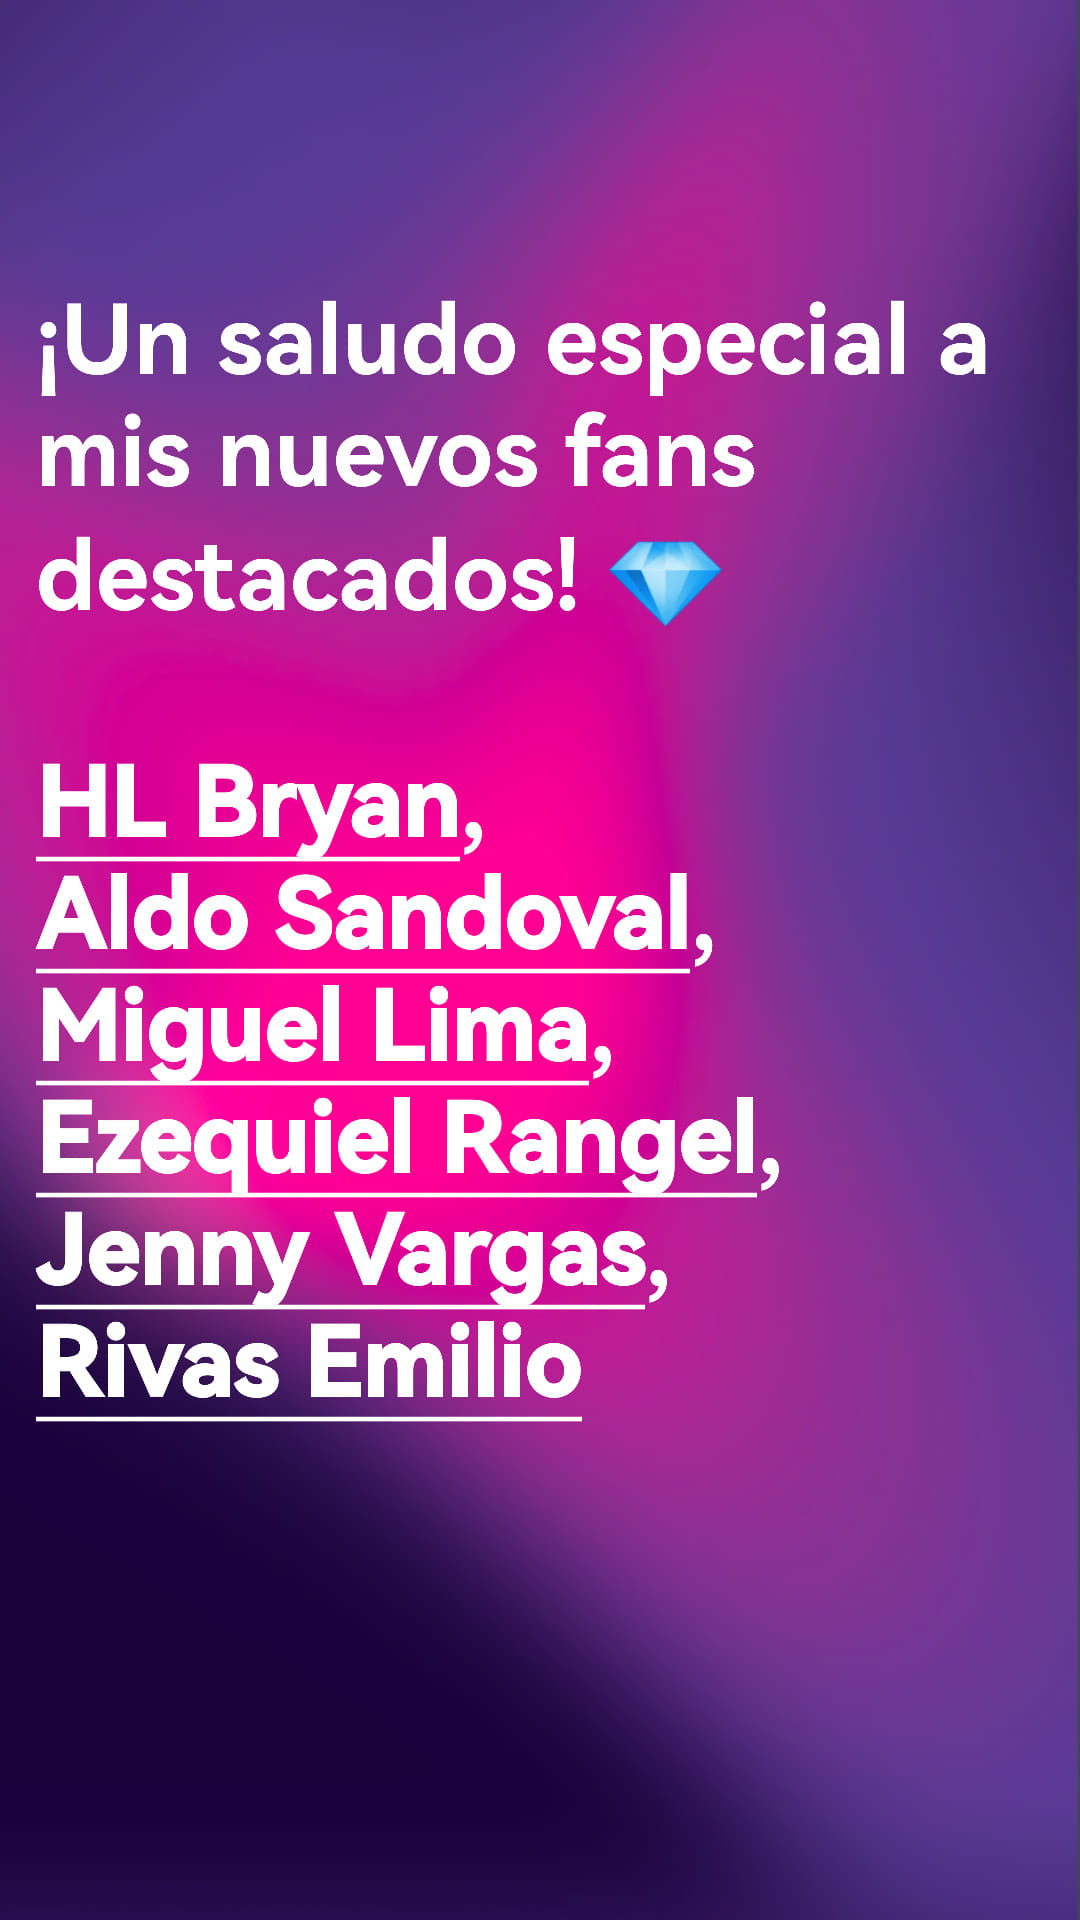 ¡Un saludo especial a
mis nuevos fans
destacados! 💎
HL Bryan,
Aldo Sandoval,
Miguel Lima,
Ezequiel Rangel,
Jenny Vargas,
Rivas Emilio